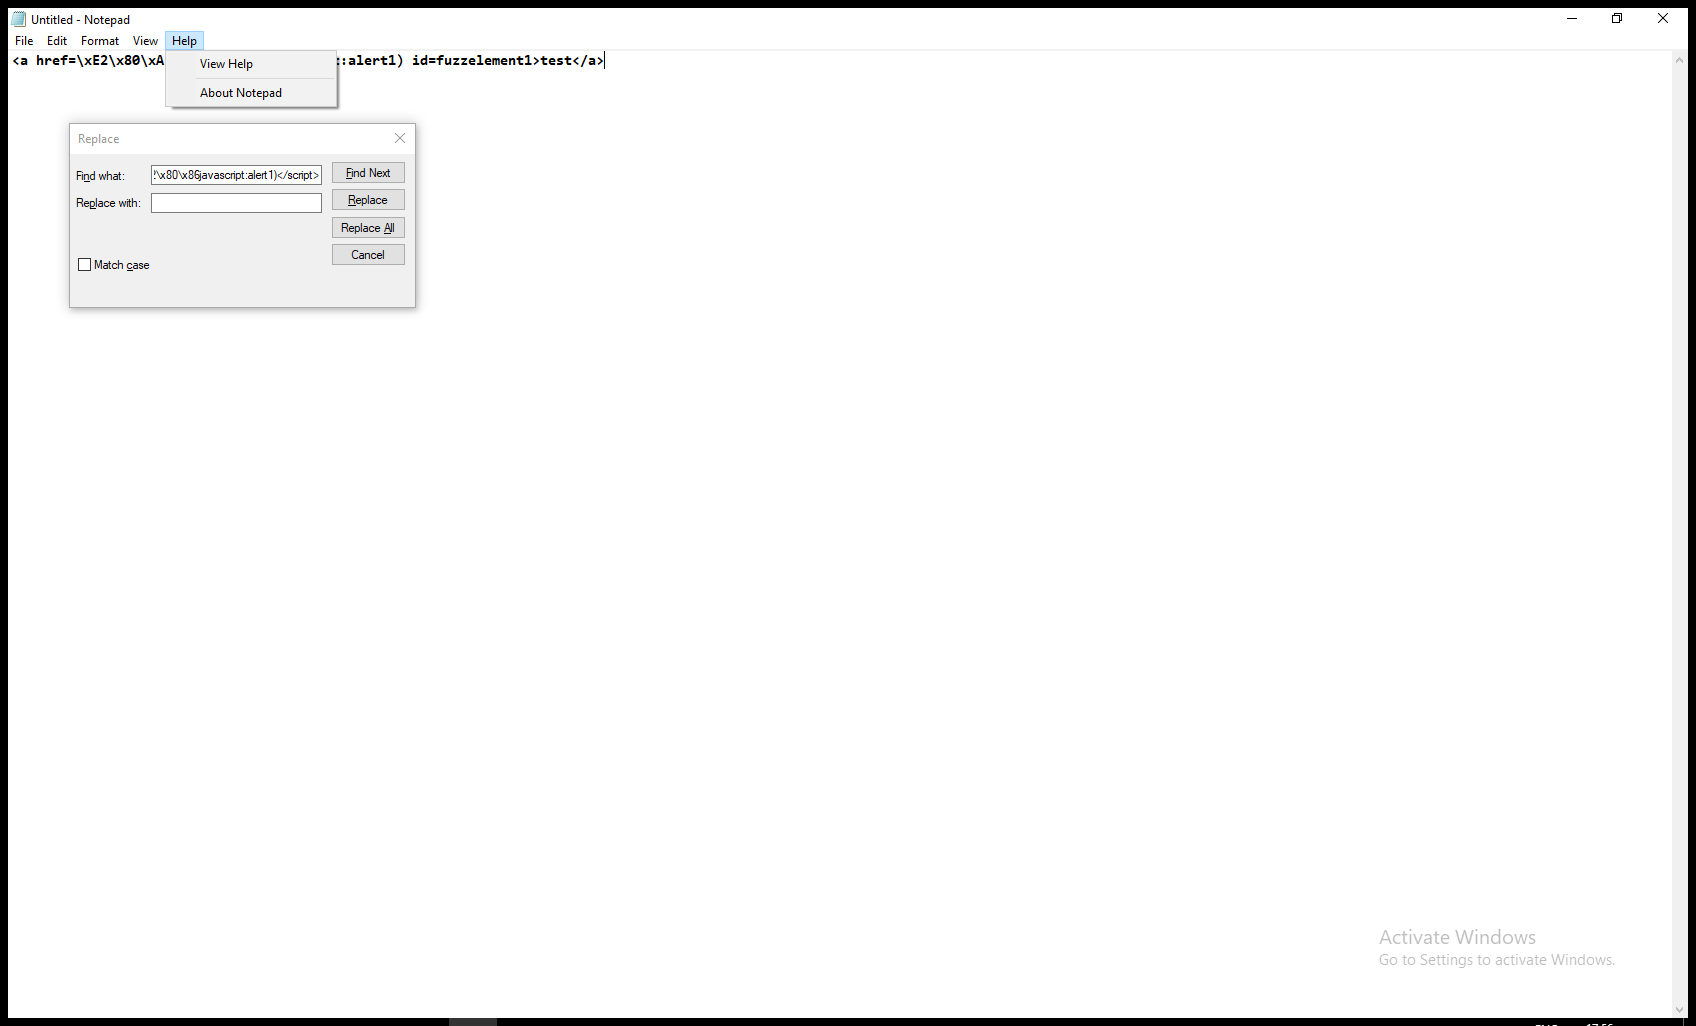 Untitled - Notepad
File Edit Format View Help
<a href=\xE2\x80\xA :alert1) id=fuzzelement1>test</a>
View Help
About Notepad
Replace
Find what: \x80\x86javascript:alert1)</script> Find Next
Replace with: Replace
Replace All
Cancel
Match case
Activate Windows
Go to Settings to activate Windows.